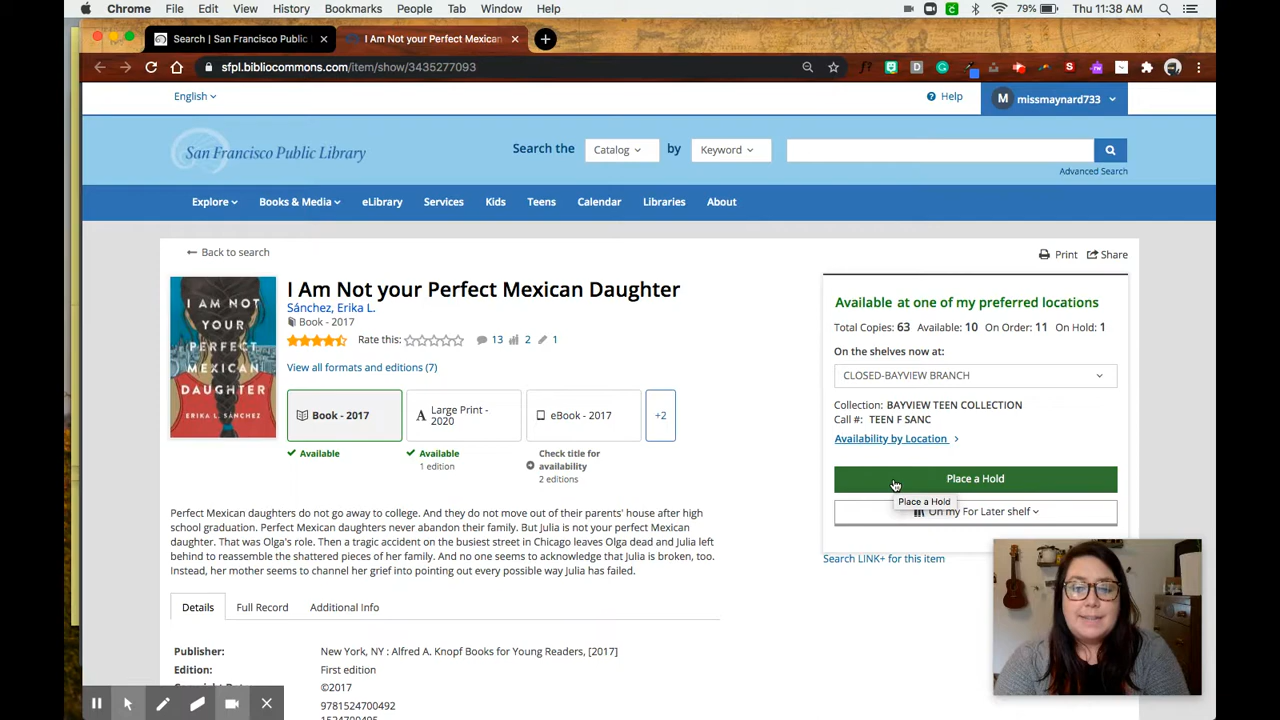 Chrome File Edit View History Bookmarks People Tab Window Help 79% Thu 11:38 AM
Search | San Francisco Public
I Am Not your Perfect Mexican
sfpl.bibliocommons.com/item/show/3435277093
English
Help
M missmaynard733
San Francisco Public Library
Search the Catalog by Keyword
Advanced Search
Explore Books & Media eLibrary Services Kids Teens Calendar Libraries About
Back to search
Print Share
I AM NOT
YOUR
PERFECT
MEXICAN
DAUGHTER
ERIKA L. SÁNCHEZ
I Am Not your Perfect Mexican Daughter
Sánchez, Erika L.
Book - 2017
Rate this: 13 2 1
View all formats and editions (7)
Book - 2017
Available
Large Print -
2020
Available
1 edition
eBook - 2017
Check title for
availability
2 editions
+2
Perfect Mexican daughters do not go away to college. And they do not move out of their parents' house after high
school graduation. Perfect Mexican daughters never abandon their family. But Julia is not your perfect Mexican
daughter. That was Olga's role. Then a tragic accident on the busiest street in Chicago leaves Olga dead and Julia left
behind to reassemble the shattered pieces of her family. And no one seems to acknowledge that Julia is broken, too.
Instead, her mother seems to channel her grief into pointing out every possible way Julia has failed.
Details Full Record Additional Info
Publisher: New York, NY : Alfred A. Knopf Books for Young Readers, [2017]
Edition: First edition
©2017
9781524700492
Available at one of my preferred locations
Total Copies: 63 Available: 10 On Order: 11 On Hold: 1
On the shelves now at:
CLOSED-BAYVIEW BRANCH
Collection: BAYVIEW TEEN COLLECTION
Call #: TEEN F SANC
Availability by Location
Place a Hold
Place a Hold
On my For Later shelf
Search LINK+ for this item